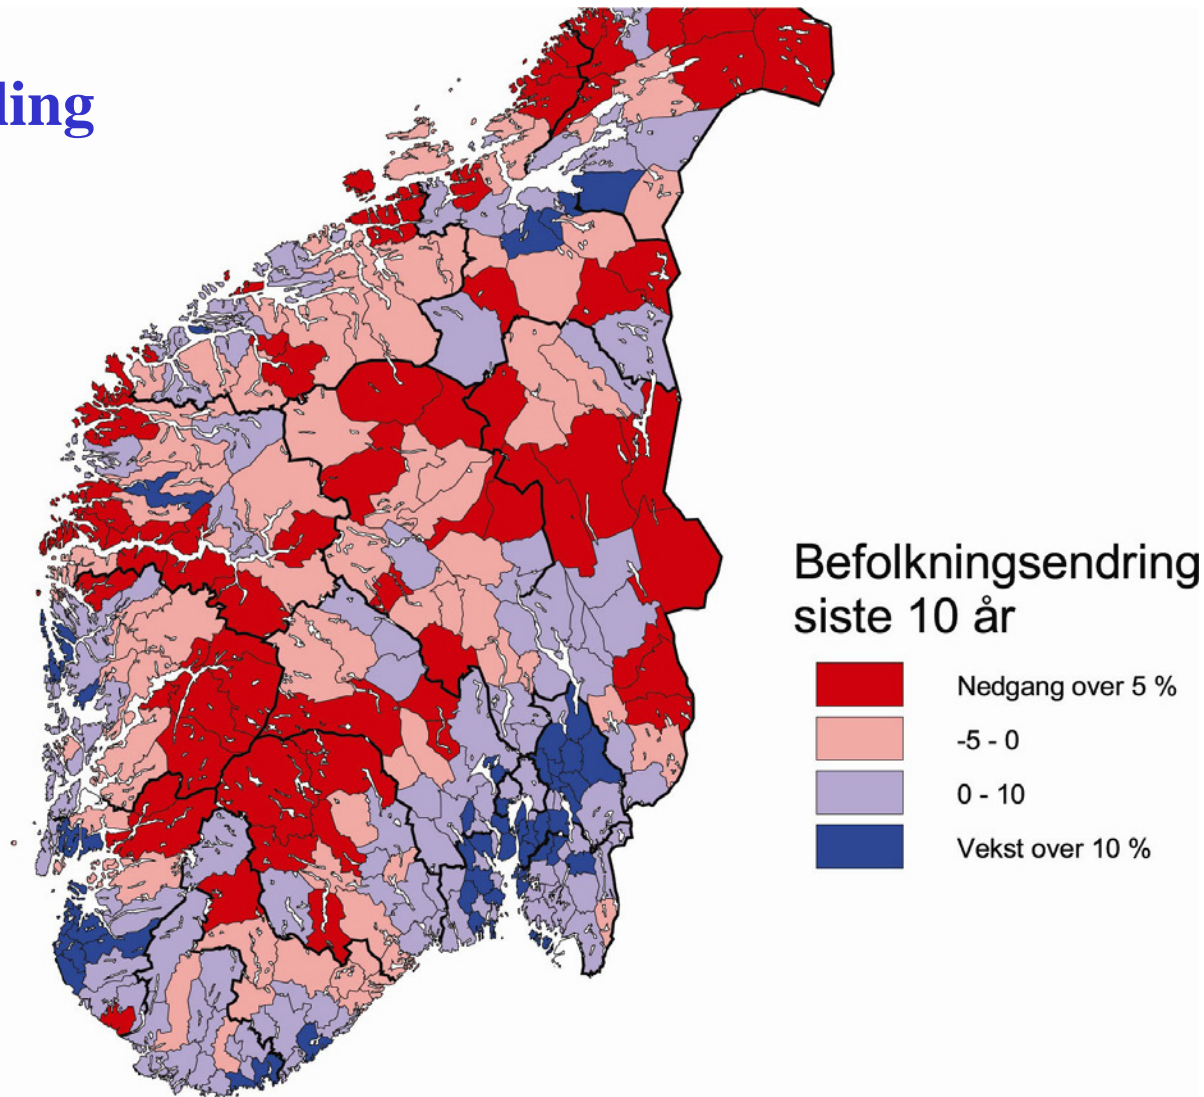 ling
Befolkningsendring
siste 10 år
Nedgang over 5 %
-5 - 0
0 - 10
Vekst over 10 %